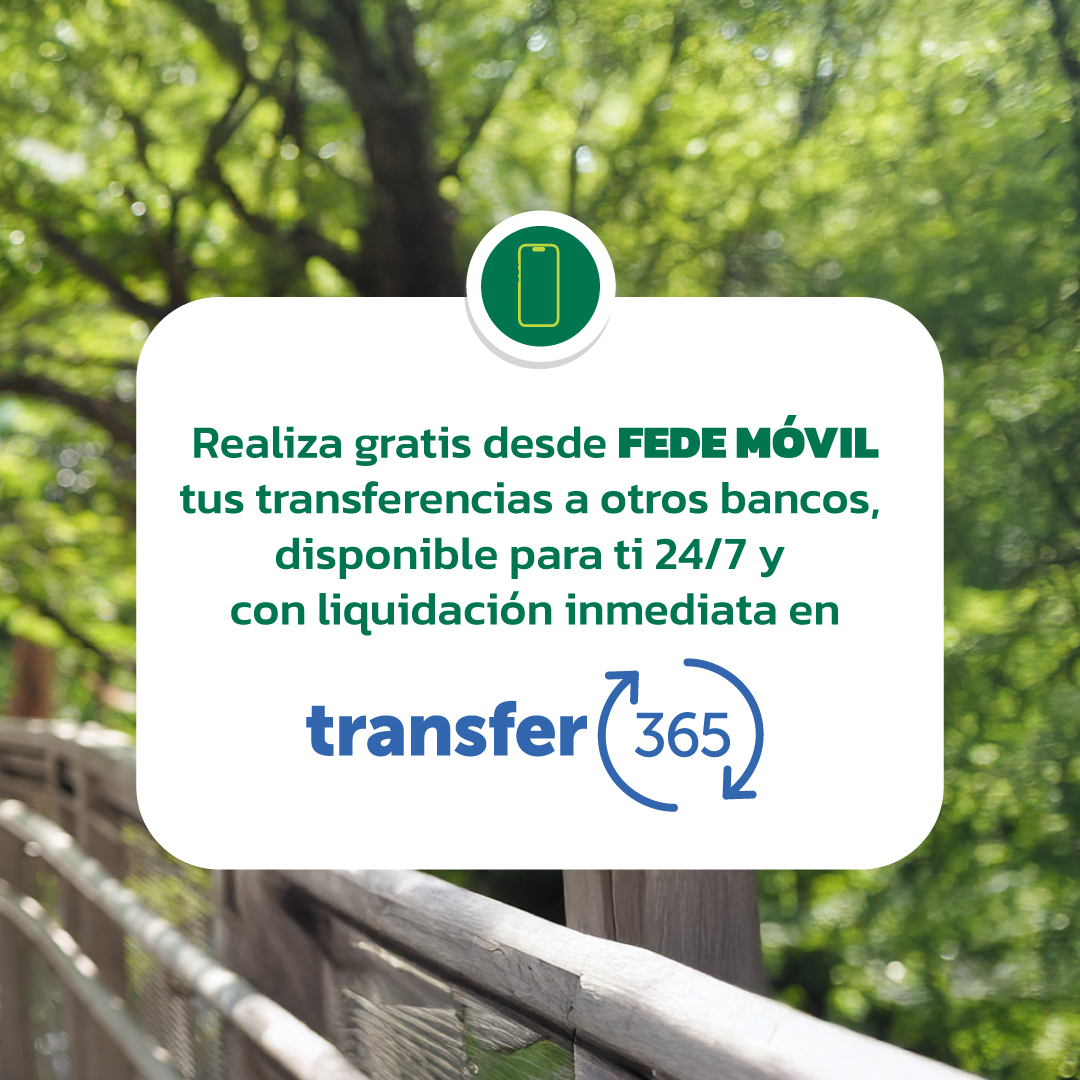 Realiza gratis desde FEDE MÓVIL
tus transferencias a otros bancos,
disponible para ti 24/7 y
con liquidación inmediata en
transfer 365